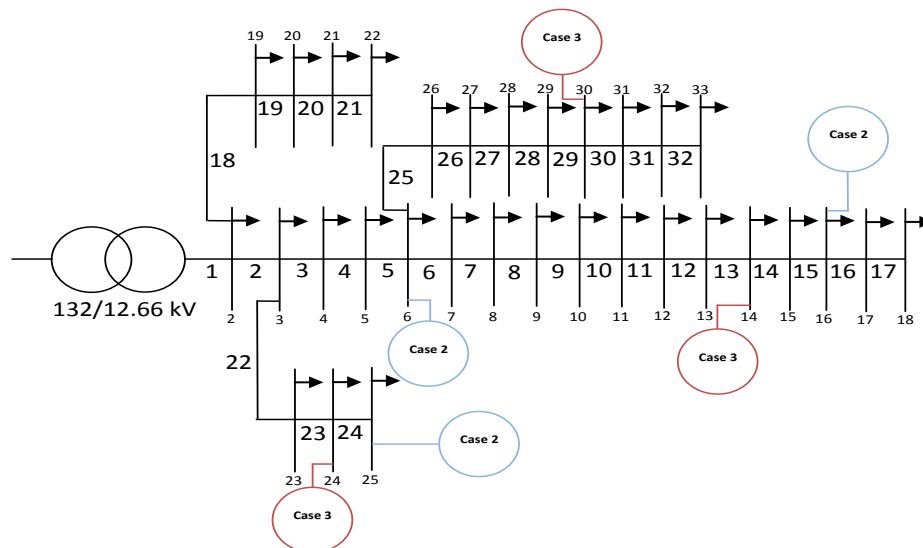 19 20 21 22
Case 3
19 20 21
26 27 28 29 30 31 32 33
Case 2
18
25
26 27 28 29 30 31 32
1 2 3 4 5 6 7 8 9 10 11 12 13 14 15 16 17
132/12.66 kV
2 3 4 5 6 7 8 9 10 11 12 13 14 15 16 17 18
Case 2
Case 3
22
23 24
Case 2
23 24 25
Case 3